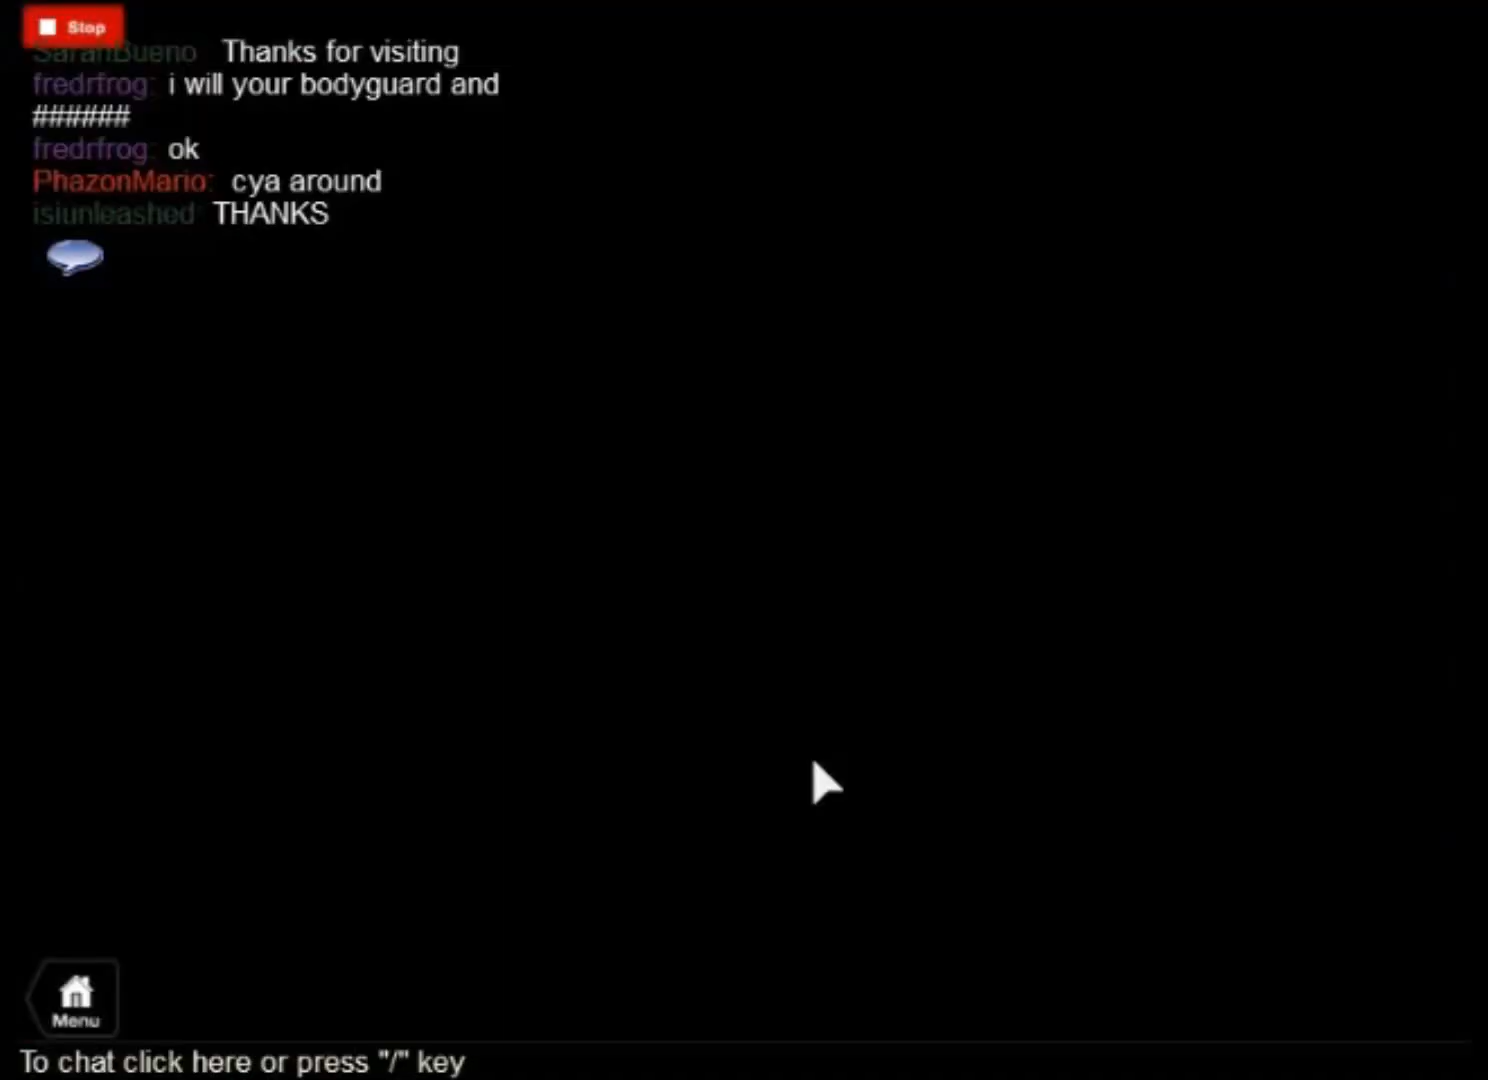 Stop
SarahBueno Thanks for visiting
fredrfrog: i will your bodyguard and
######
fredrfrog: ok
PhazonMario: cya around
isiunleashed: THANKS
Menu
To chat click here or press "/" key